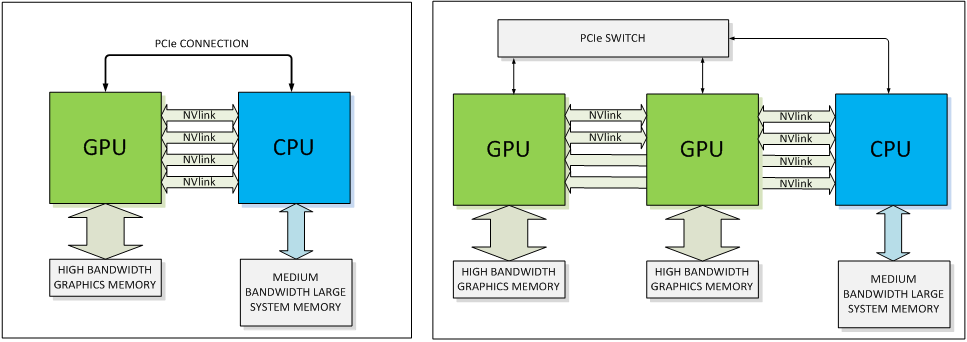 PCIe CONNECTION
GPU
NVlink
NVlink
NVlink
NVlink
CPU
HIGH BANDWIDTH
GRAPHICS MEMORY
MEDIUM
BANDWIDTH LARGE
SYSTEM MEMORY
PCIe SWITCH
GPU
NVlink
NVlink
GPU
NVlink
NVlink
NVlink
NVlink
CPU
HIGH BANDWIDTH
GRAPHICS MEMORY
HIGH BANDWIDTH
GRAPHICS MEMORY
MEDIUM
BANDWIDTH LARGE
SYSTEM MEMORY